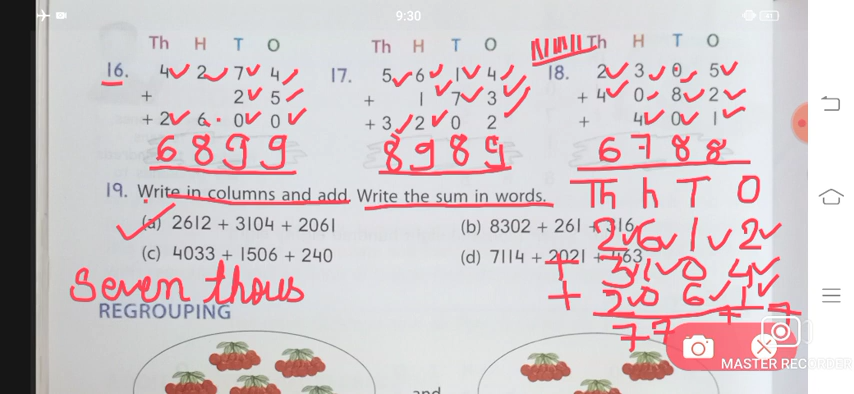 9:30
Th H T O Th H T O Th H T O
16. 4 2 7 4 17. 5 6 1 4 18. 2 3 0 5
+ 2 5 + 1 7 3 + 4 0 8 2
+ 2 6 0 0 + 3 2 0 2 + 4 0 1
6 8 9 9 8 9 8 9 6 7 8 8
19. Write in columns and add. Write the sum in words. Th h T O
(a) 2612 + 3104 + 2061 (b) 8302 + 261 + 316 2 6 1 2
(c) 4033 + 1506 + 240 (d) 7114 + 2021 + 463 + 3 1 0 4
Seven thous + 2 0 6 1
REGROUPING 7 7 7 7
MASTER RECORDER
and